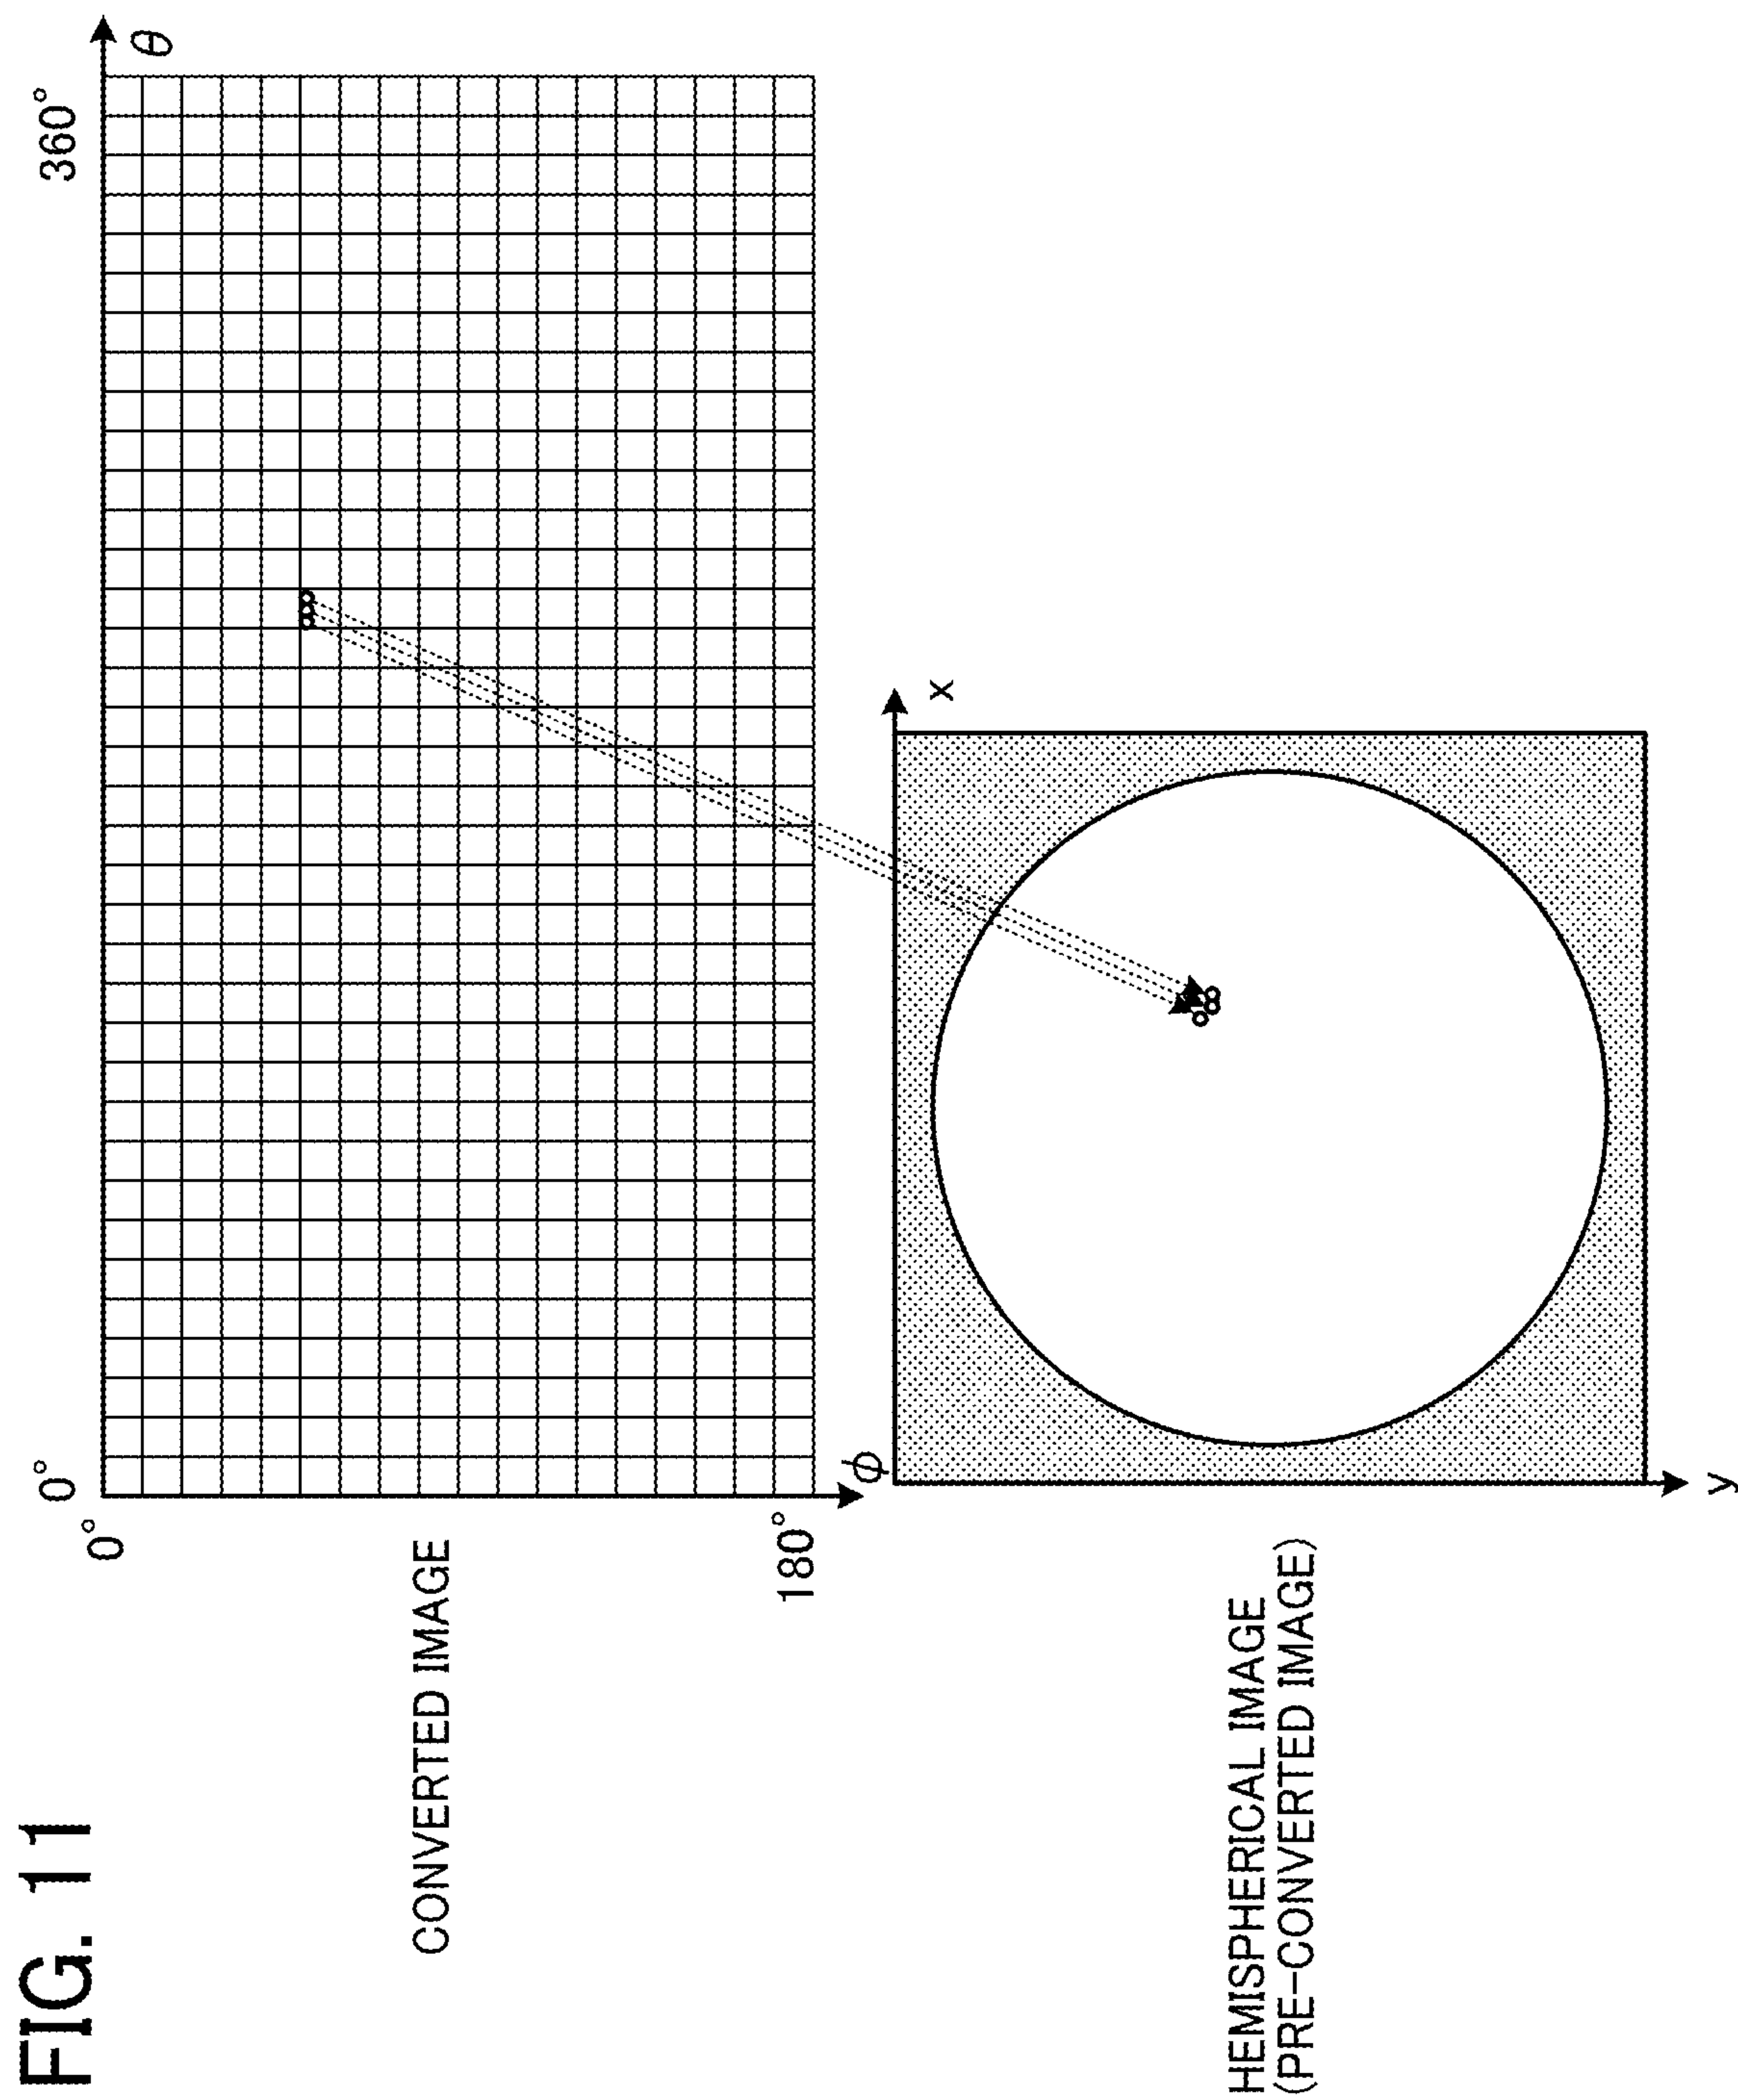 FIG. 11
0°
360°
θ
0°
CONVERTED IMAGE
180°
φ
x
HEMISPHERICAL IMAGE
(PRE-CONVERTED IMAGE)
y